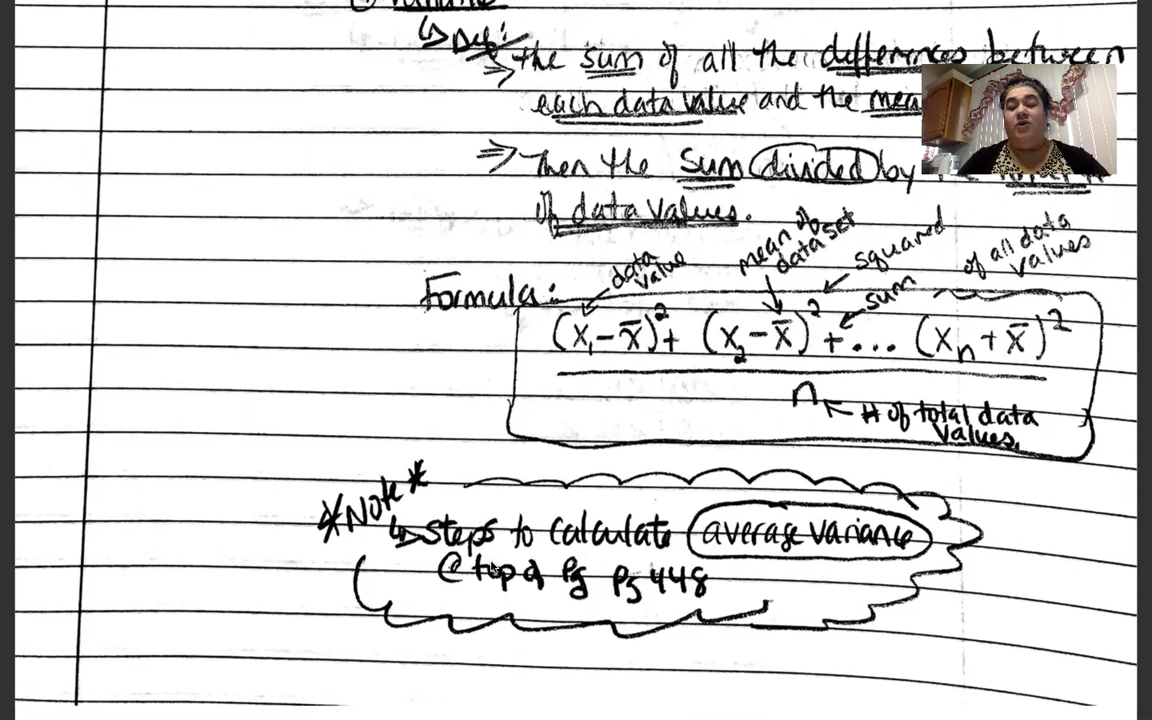 Variance
↳ Def:
⇒ the sum of all the differences between
each data value and the mea
⇒ Then the sum divided by
of data values.
data value
mean of data set
squared
sum
of all data values
Formula:
(x₁ - x̄)² + (x₂ - x̄)² + ... (xₙ + x̄)²
n ← # of total data
values.
*Note*
↳ steps to calculate average variance
@ top of Pg Pg 448